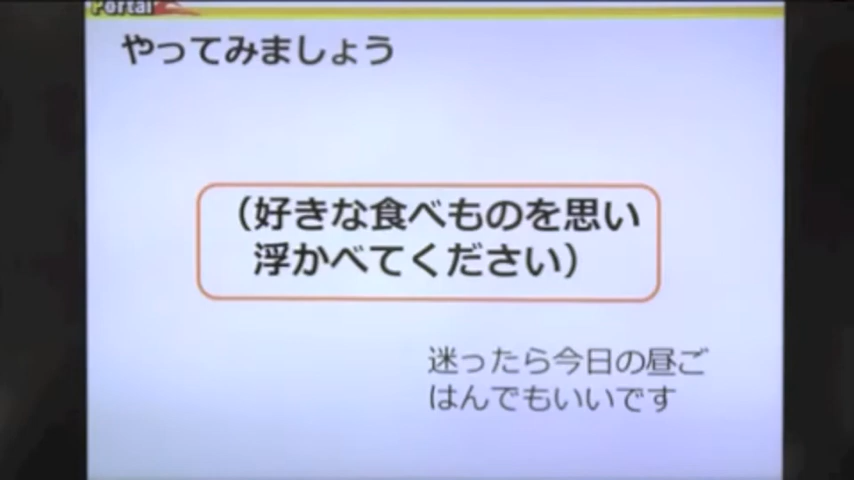 Portal
やってみましょう
（好きな食べものを思い
浮かべてください）
迷ったら今日の昼ご
はんでもいいです